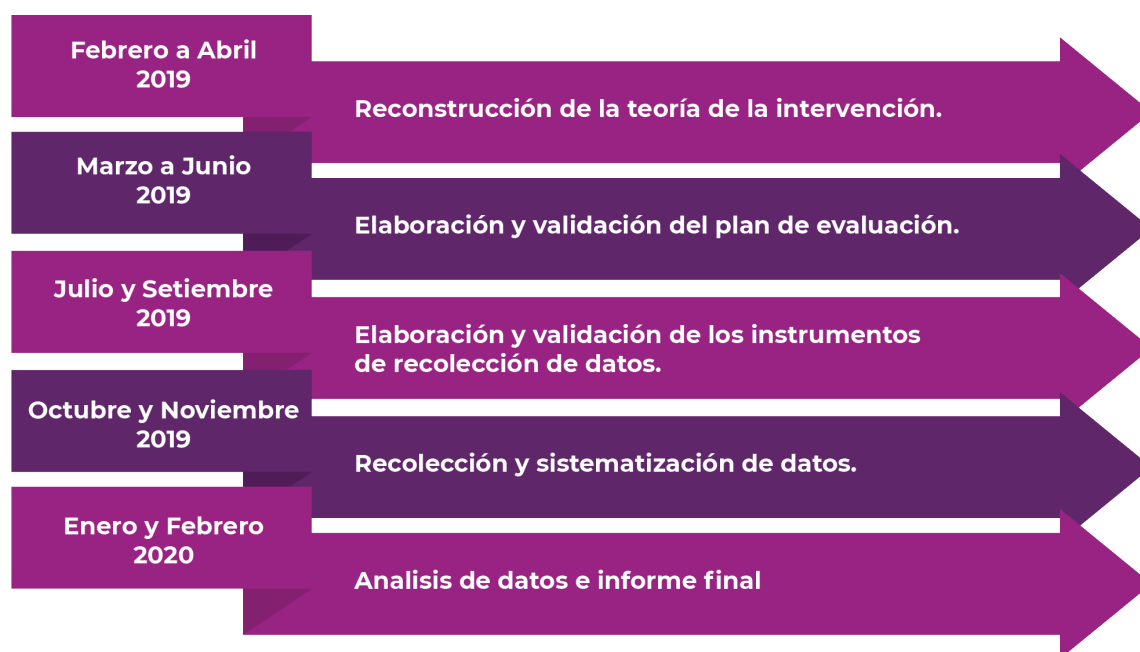 Febrero a Abril
2019
Reconstrucción de la teoría de la intervención.
Marzo a Junio
2019
Elaboración y validación del plan de evaluación.
Julio y Setiembre
2019
Elaboración y validación de los instrumentos
de recolección de datos.
Octubre y Noviembre
2019
Recolección y sistematización de datos.
Enero y Febrero
2020
Analisis de datos e informe final